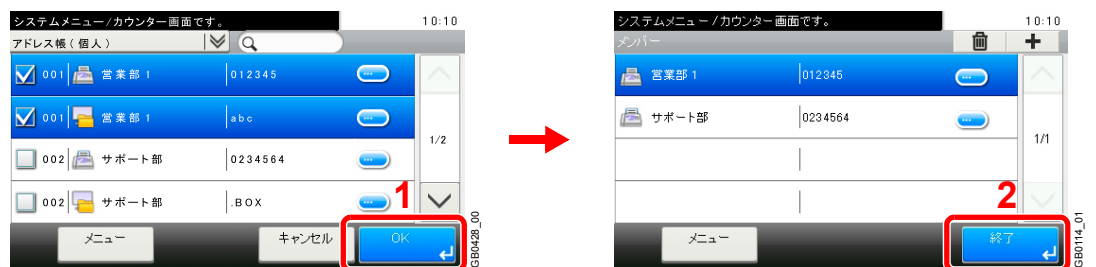 システムメニュー/カウンター画面です。 10:10
アドレス帳(個人)
001 営業部 1 012345
001 営業部 1 abc
1/2
002 サポート部 0234564
002 サポート部 .BOX
1
メニュー キャンセル OK
GB0428_00
システムメニュー/カウンター画面です。 10:10
メンバー
営業部 1 012345
サポート部 0234564
1/1
2
メニュー 終了
GB0114_01